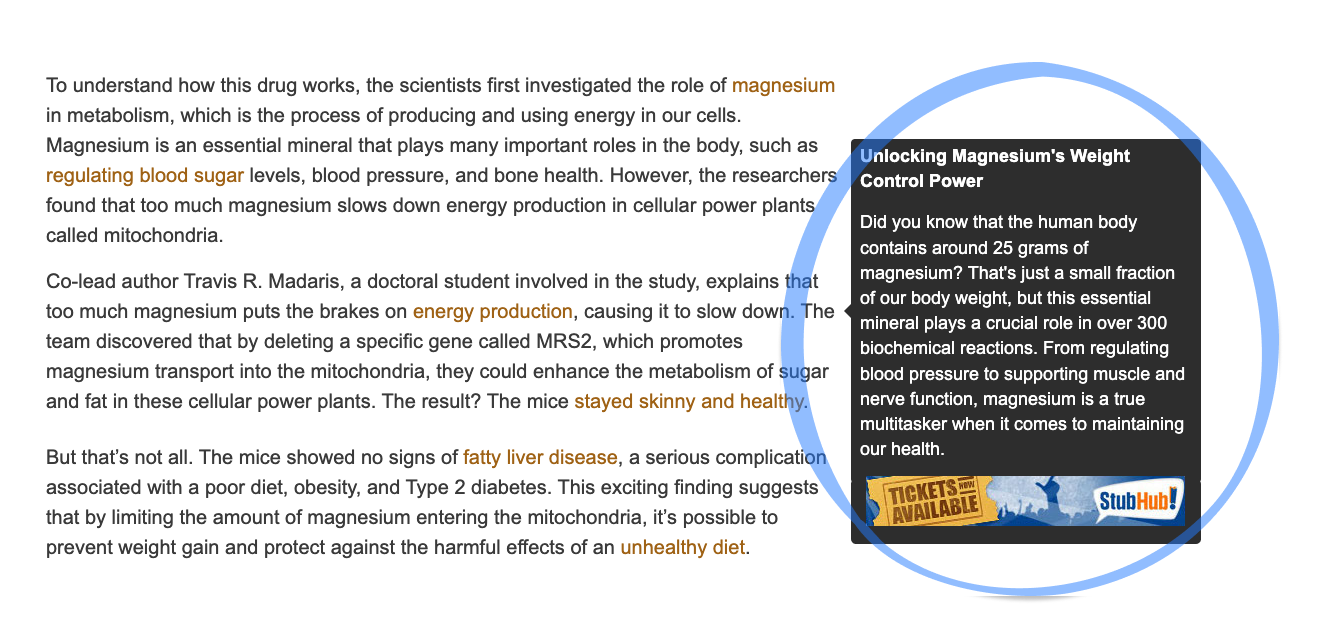 To understand how this drug works, the scientists first investigated the role of magnesium
in metabolism, which is the process of producing and using energy in our cells.
Magnesium is an essential mineral that plays many important roles in the body, such as
regulating blood sugar levels, blood pressure, and bone health. However, the researchers
found that too much magnesium slows down energy production in cellular power plants
called mitochondria.
Co-lead author Travis R. Madaris, a doctoral student involved in the study, explains that
too much magnesium puts the brakes on energy production, causing it to slow down. The
team discovered that by deleting a specific gene called MRS2, which promotes
magnesium transport into the mitochondria, they could enhance the metabolism of sugar
and fat in these cellular power plants. The result? The mice stayed skinny and healthy.
But that’s not all. The mice showed no signs of fatty liver disease, a serious complication
associated with a poor diet, obesity, and Type 2 diabetes. This exciting finding suggests
that by limiting the amount of magnesium entering the mitochondria, it’s possible to
prevent weight gain and protect against the harmful effects of an unhealthy diet.
Unlocking Magnesium's Weight
Control Power
Did you know that the human body
contains around 25 grams of
magnesium? That's just a small fraction
of our body weight, but this essential
mineral plays a crucial role in over 300
biochemical reactions. From regulating
blood pressure to supporting muscle and
nerve function, magnesium is a true
multitasker when it comes to maintaining
our health.
TICKETS NOW
AVAILABLE
StubHub!